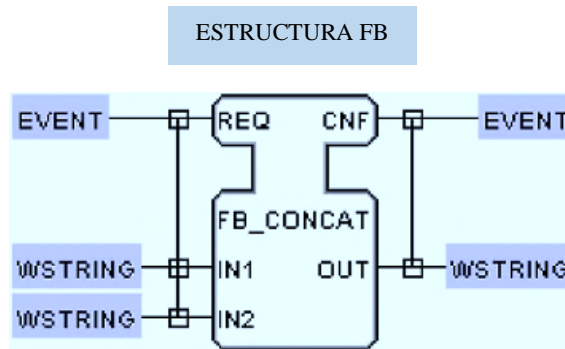 ESTRUCTURA FB
EVENT REQ CNF EVENT
FB_CONCAT
WSTRING IN1 OUT WSTRING
WSTRING IN2